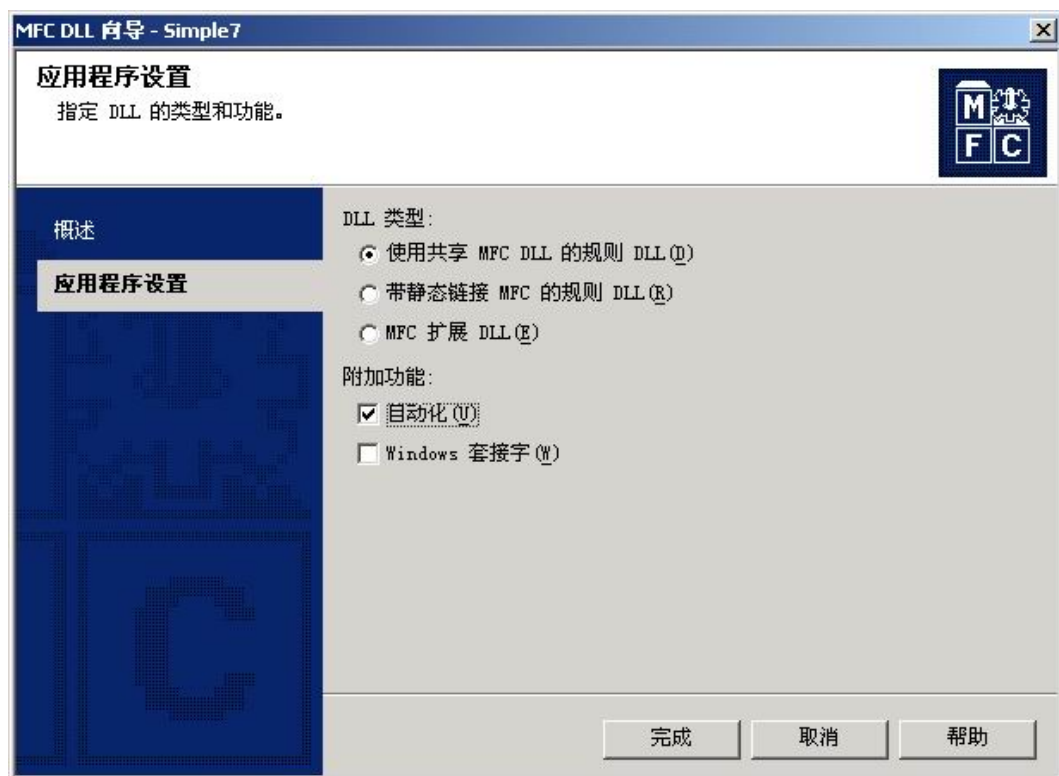 MFC DLL 向导 - Simple7
应用程序设置
指定 DLL 的类型和功能。
M
F C
概述
应用程序设置
DLL 类型:
使用共享 MFC DLL 的规则 DLL(D)
带静态链接 MFC 的规则 DLL(R)
MFC 扩展 DLL(E)
附加功能:
自动化(U)
Windows 套接字(W)
C
完成 取消 帮助